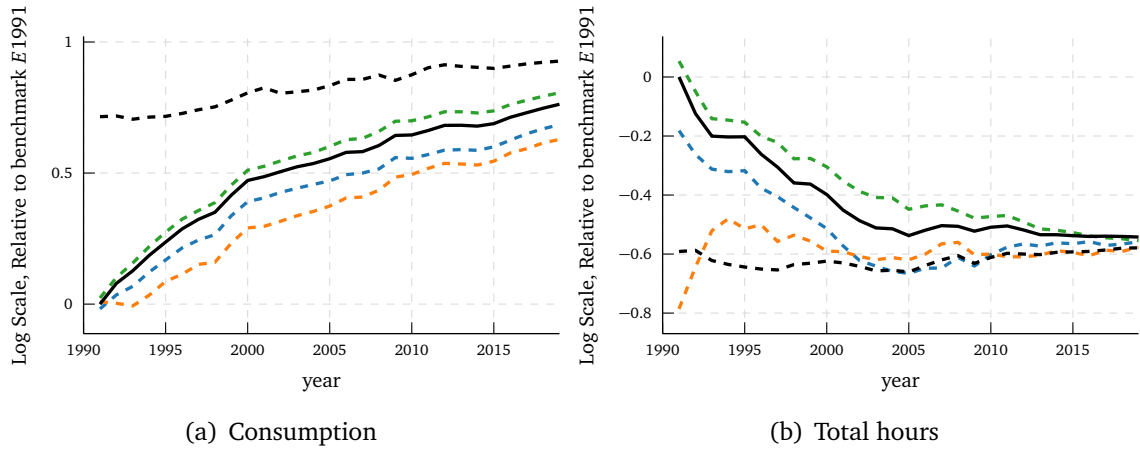 Log Scale, Relative to benchmark E1991
1
0.5
0
1990 1995 2000 2005 2010 2015
year
(a) Consumption
Log Scale, Relative to benchmark E1991
0
−0.2
−0.4
−0.6
−0.8
1990 1995 2000 2005 2010 2015
year
(b) Total hours